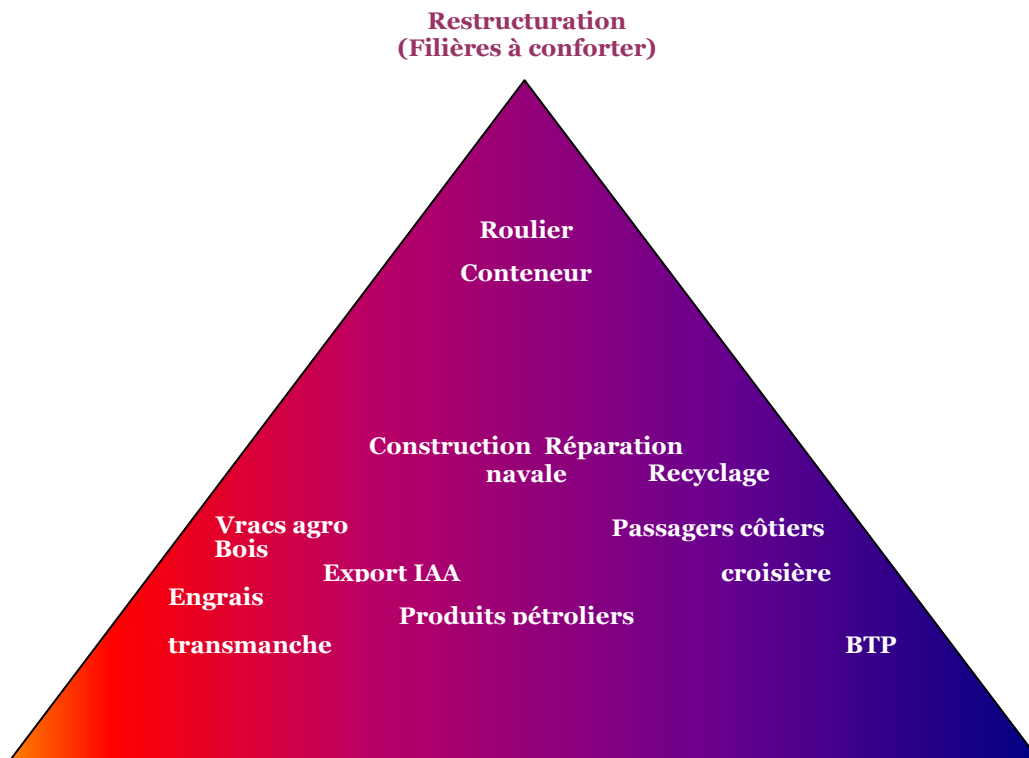 Restructuration
(Filières à conforter)
Roulier
Conteneur
Construction Réparation
navale
Recyclage
Vracs agro
Bois
Passagers côtiers
Export IAA
croisière
Engrais
Produits pétroliers
transmanche
BTP